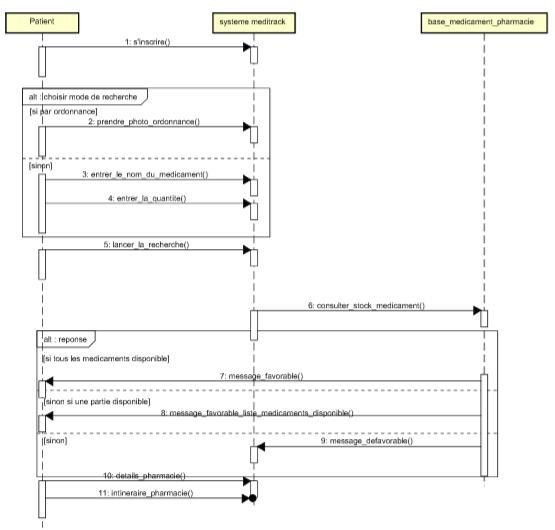 Patient
systeme meditrack
base_medicament_pharmacie
1: s'inscrire()
alt : choisir mode de recherche
[si par ordonnance]
2: prendre_photo_ordonnance()
[sinon]
3: entrer_le_nom_du_medicament()
4: entrer_la_quantite()
5: lancer_la_recherche()
6: consulter_stock_medicament()
alt : reponse
[si tous les medicaments disponible]
7: message_favorable()
[sinon si une partie disponible]
8: message_favorable_liste_medicaments_disponible()
[sinon]
9: message_defavorable()
10: details_pharmacie()
11: intineraire_pharmacie()